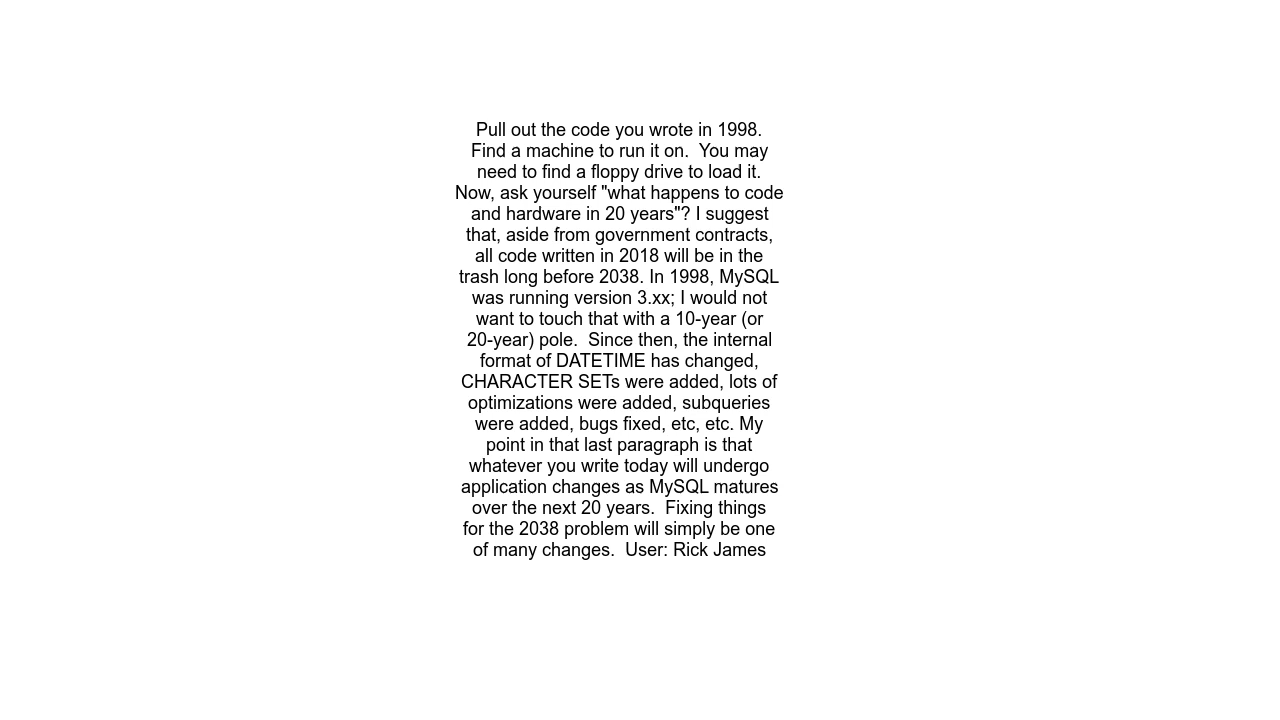 Pull out the code you wrote in 1998.
Find a machine to run it on.  You may
need to find a floppy drive to load it.
Now, ask yourself "what happens to code
and hardware in 20 years"? I suggest
that, aside from government contracts,
all code written in 2018 will be in the
trash long before 2038. In 1998, MySQL
was running version 3.xx; I would not
want to touch that with a 10-year (or
20-year) pole.  Since then, the internal
format of DATETIME has changed,
CHARACTER SETs were added, lots of
optimizations were added, subqueries
were added, bugs fixed, etc, etc. My
point in that last paragraph is that
whatever you write today will undergo
application changes as MySQL matures
over the next 20 years.  Fixing things
for the 2038 problem will simply be one
of many changes.  User: Rick James